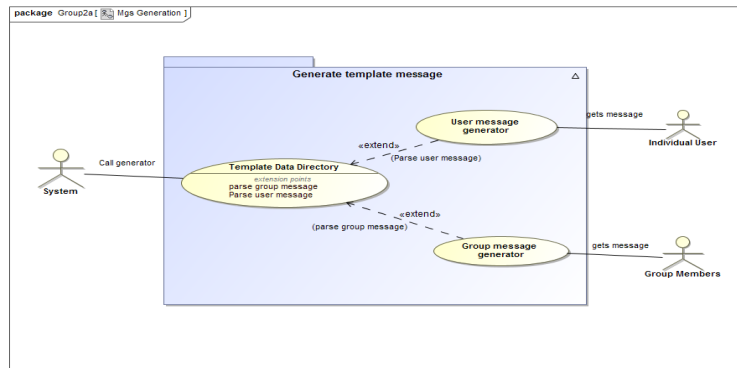 package Group2a [ Mgs Generation ]
Generate template message
User message
generator
gets message
Individual User
«extend»
(Parse user message)
Call generator
System
Template Data Directory
extension points
parse group message
Parse user message
«extend»
(parse group message)
Group message
generator
gets message
Group Members